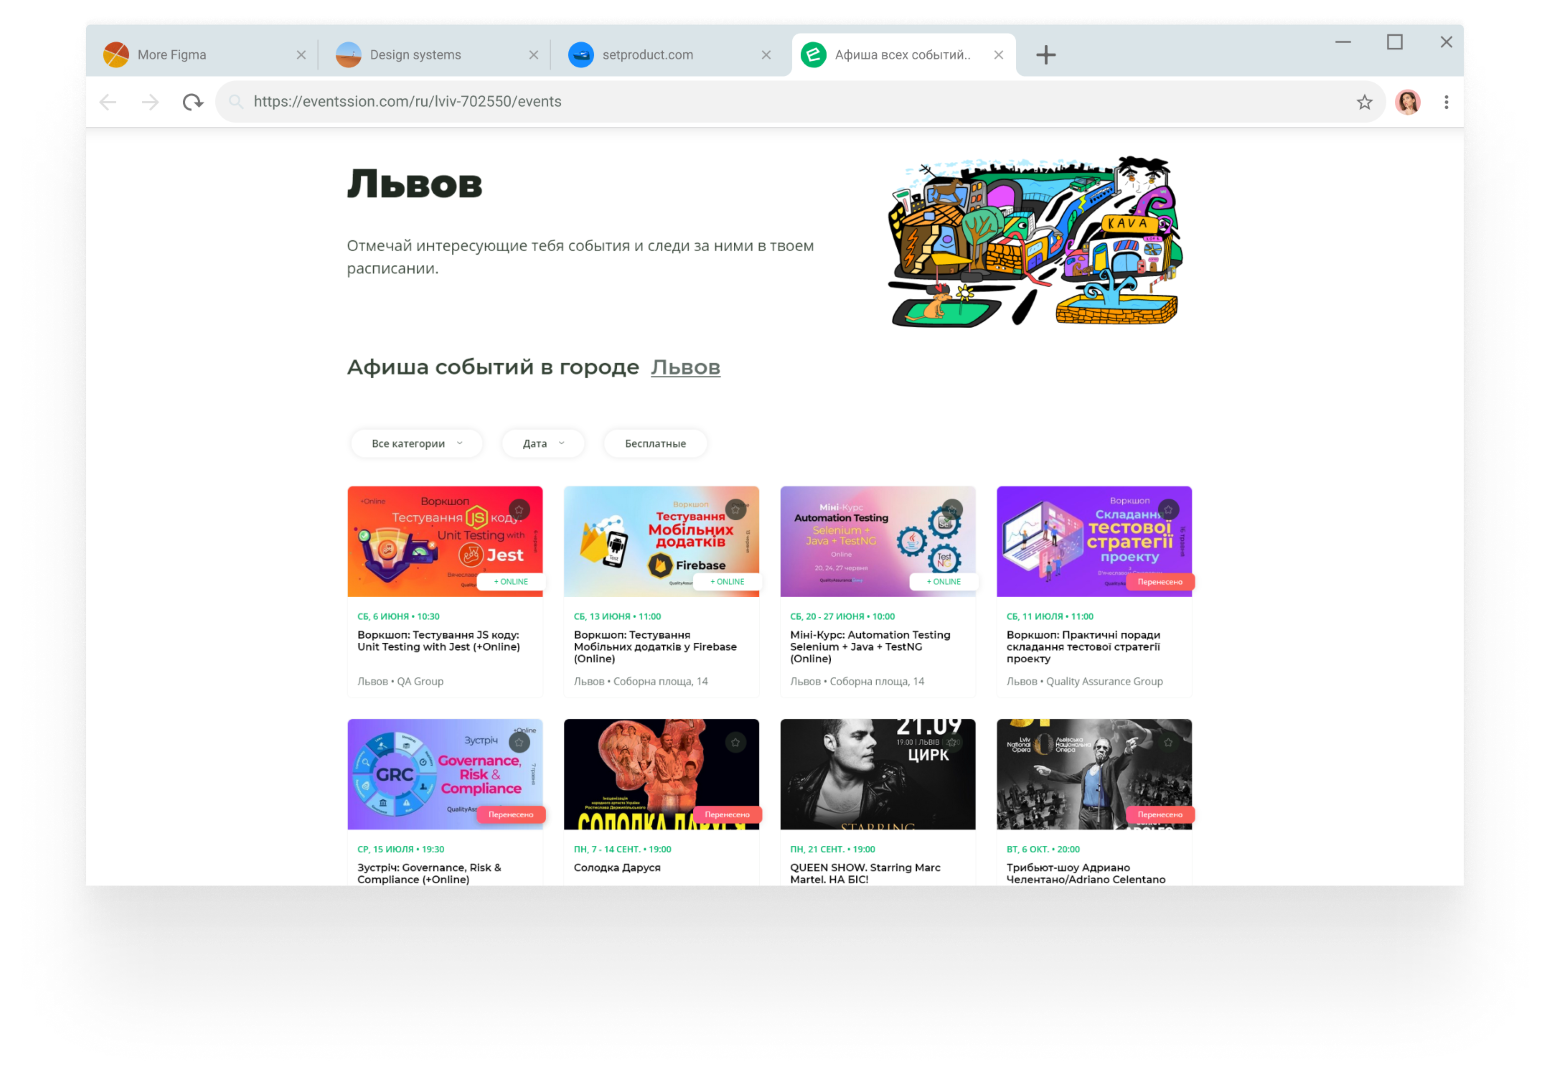 More Figma
Design systems
setproduct.com
Афиша всех событий..
https://eventssion.com/ru/lviv-702550/events
Львов
Отмечай интересующие тебя события и следи за ними в твоем
расписании.
KAVA
Афиша событий в городе Львов
Все категории
Дата
Бесплатные
+Online
Воркшоп
Тестування JS коду:
Unit Testing with
Jest
+ ONLINE
СБ, 6 ИЮНЯ • 10:30
Воркшоп: Тестування JS коду:
Unit Testing with Jest (+Online)
Львов • QA Group
Воркшоп
Тестування
Мобільних
додатків
Firebase
+ ONLINE
СБ, 13 ИЮНЯ • 11:00
Воркшоп: Тестування
Мобільних додатків у Firebase
(Online)
Львов • Соборна площа, 14
Міні-Курс
Automation Testing
Selenium +
Java + TestNG
Online
20, 24, 27 червня
Se
Test
NG
+ ONLINE
СБ, 20 - 27 ИЮНЯ • 10:00
Міні-Курс: Automation Testing
Selenium + Java + TestNG
(Online)
Львов • Соборна площа, 14
Воркшоп
Складання
тестової
стратегії
проекту
Перенесено
СБ, 11 ИЮЛЯ • 11:00
Воркшоп: Практичні поради
складання тестової стратегії
проекту
Львов • Quality Assurance Group
Зустріч
GRC
Governance,
Risk &
Compliance
Перенесено
СР, 15 ИЮЛЯ • 19:30
Зустріч: Governance, Risk &
Compliance (+Online)
СОЛОДКА ДАРУСЯ
Перенесено
ПН, 7 - 14 СЕНТ. • 19:00
Солодка Даруся
21.09
19:00 | ЛЬВІВ
ЦИРК
STARRING
ПН, 21 СЕНТ. • 19:00
QUEEN SHOW. Starring Marc
Martel. НА БІС!
Lviv
National
Opera
Львівська
Національна
Опера
Перенесено
ВТ, 6 ОКТ. • 20:00
Трибьют-шоу Адриано
Челентано/Adriano Celentano